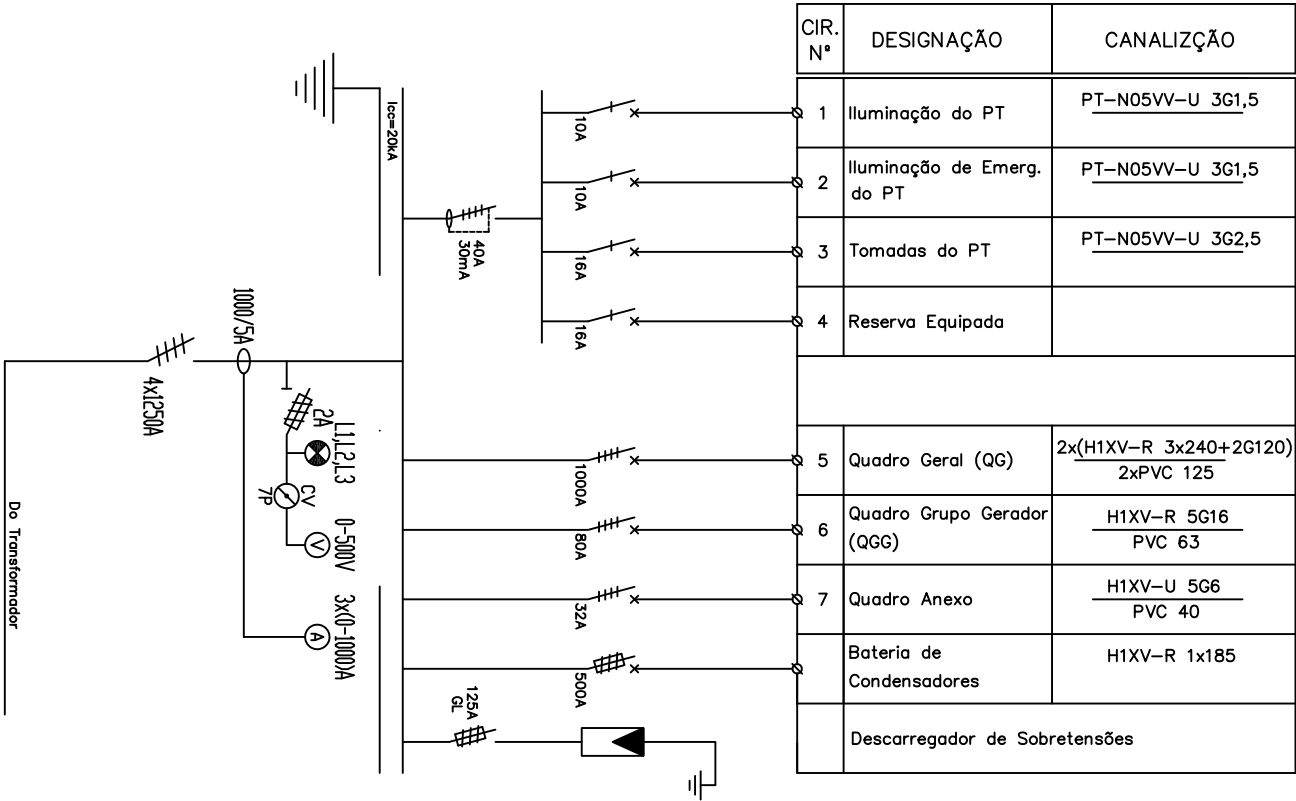 CIR.
Nº
DESIGNAÇÃO
CANALIZÇÃO
1
Iluminação do PT
PT-N05VV-U 3G1,5
2
Iluminação de Emerg.
do PT
PT-N05VV-U 3G1,5
3
Tomadas do PT
PT-N05VV-U 3G2,5
4
Reserva Equipada
5
Quadro Geral (QG)
2x(H1XV-R 3x240+2G120)
2xPVC 125
6
Quadro Grupo Gerador
(QGG)
H1XV-R 5G16
PVC 63
7
Quadro Anexo
H1XV-U 5G6
PVC 40
Bateria de
Condensadores
H1XV-R 1x185
Descarregador de Sobretensões
Icc=20kA
10A
10A
16A
16A
40A
30mA
1000/5A
4x1250A
2A
L1,L2,L3
CV
7P
0-500V
V
3x(0-1000)A
A
1000A
80A
32A
500A
125A
GL
Do Transformador